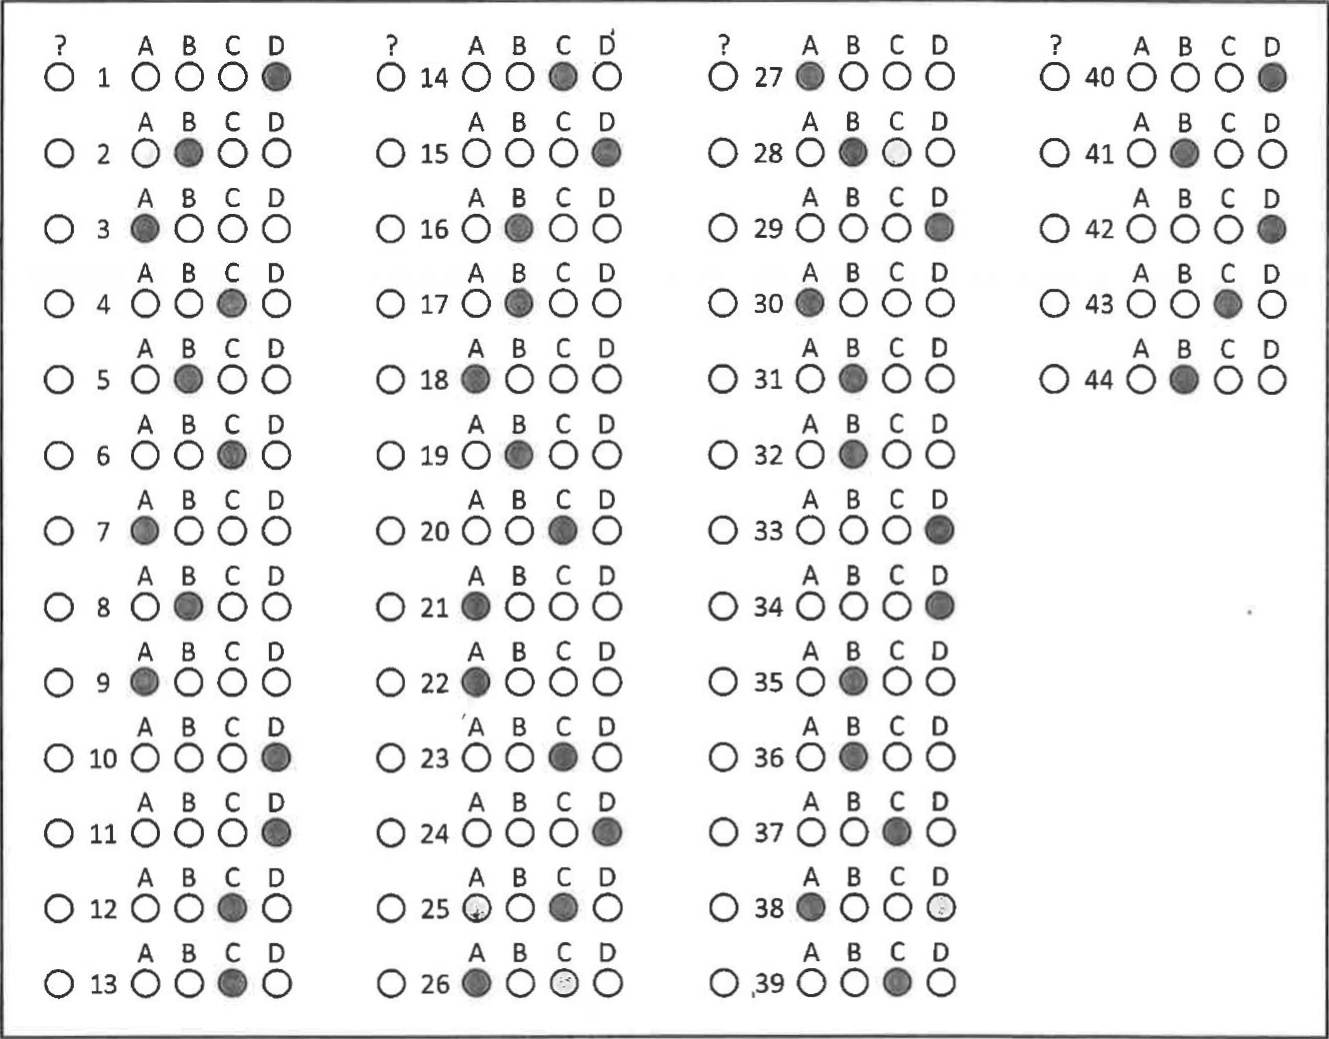 ? A B C D
1
A B C D
2
A B C D
3
A B C D
4
A B C D
5
A B C D
6
A B C D
7
A B C D
8
A B C D
9
A B C D
10
A B C D
11
A B C D
12
A B C D
13
? A B C D
14
A B C D
15
A B C D
16
A B C D
17
A B C D
18
A B C D
19
A B C D
20
A B C D
21
A B C D
22
A B C D
23
A B C D
24
A B C D
25
A B C D
26
? A B C D
27
A B C D
28
A B C D
29
A B C D
30
A B C D
31
A B C D
32
A B C D
33
A B C D
34
A B C D
35
A B C D
36
A B C D
37
A B C D
38
A B C D
39
? A B C D
40
A B C D
41
A B C D
42
A B C D
43
A B C D
44